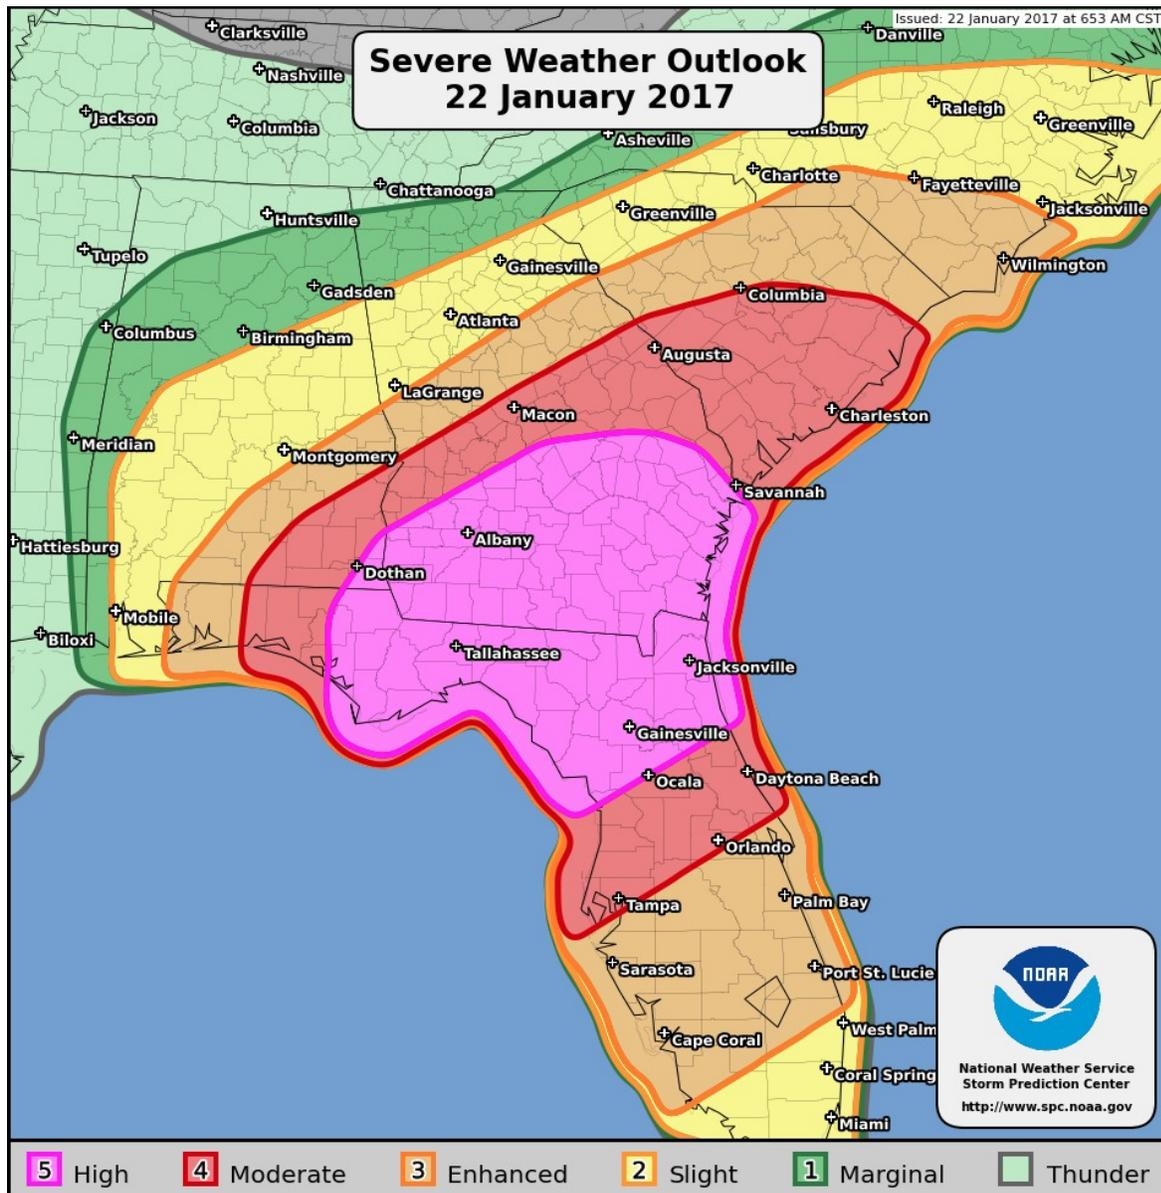 Issued: 22 January 2017 at 653 AM CST
Severe Weather Outlook
22 January 2017
Clarksville
Danville
Nashville
Raleigh
Jackson
Columbia
Greenville
Asheville
Charlotte
Fayetteville
Chattanooga
Jacksonville
Huntsville
Greenville
Tupelo
Gainesville
Wilmington
Gadsden
Columbia
Atlanta
Columbus
Birmingham
Augusta
LaGrange
Macon
Charleston
Meridian
Montgomery
Savannah
Albany
Hattiesburg
Dothan
Mobile
Biloxi
Tallahassee
Jacksonville
Gainesville
Ocala
Daytona Beach
Orlando
Tampa
Palm Bay
Sarasota
Port St. Lucie
Cape Coral
West Palm
Coral Spring
Miami
NOAA
National Weather Service
Storm Prediction Center
http://www.spc.noaa.gov
5 High 4 Moderate 3 Enhanced 2 Slight 1 Marginal Thunder